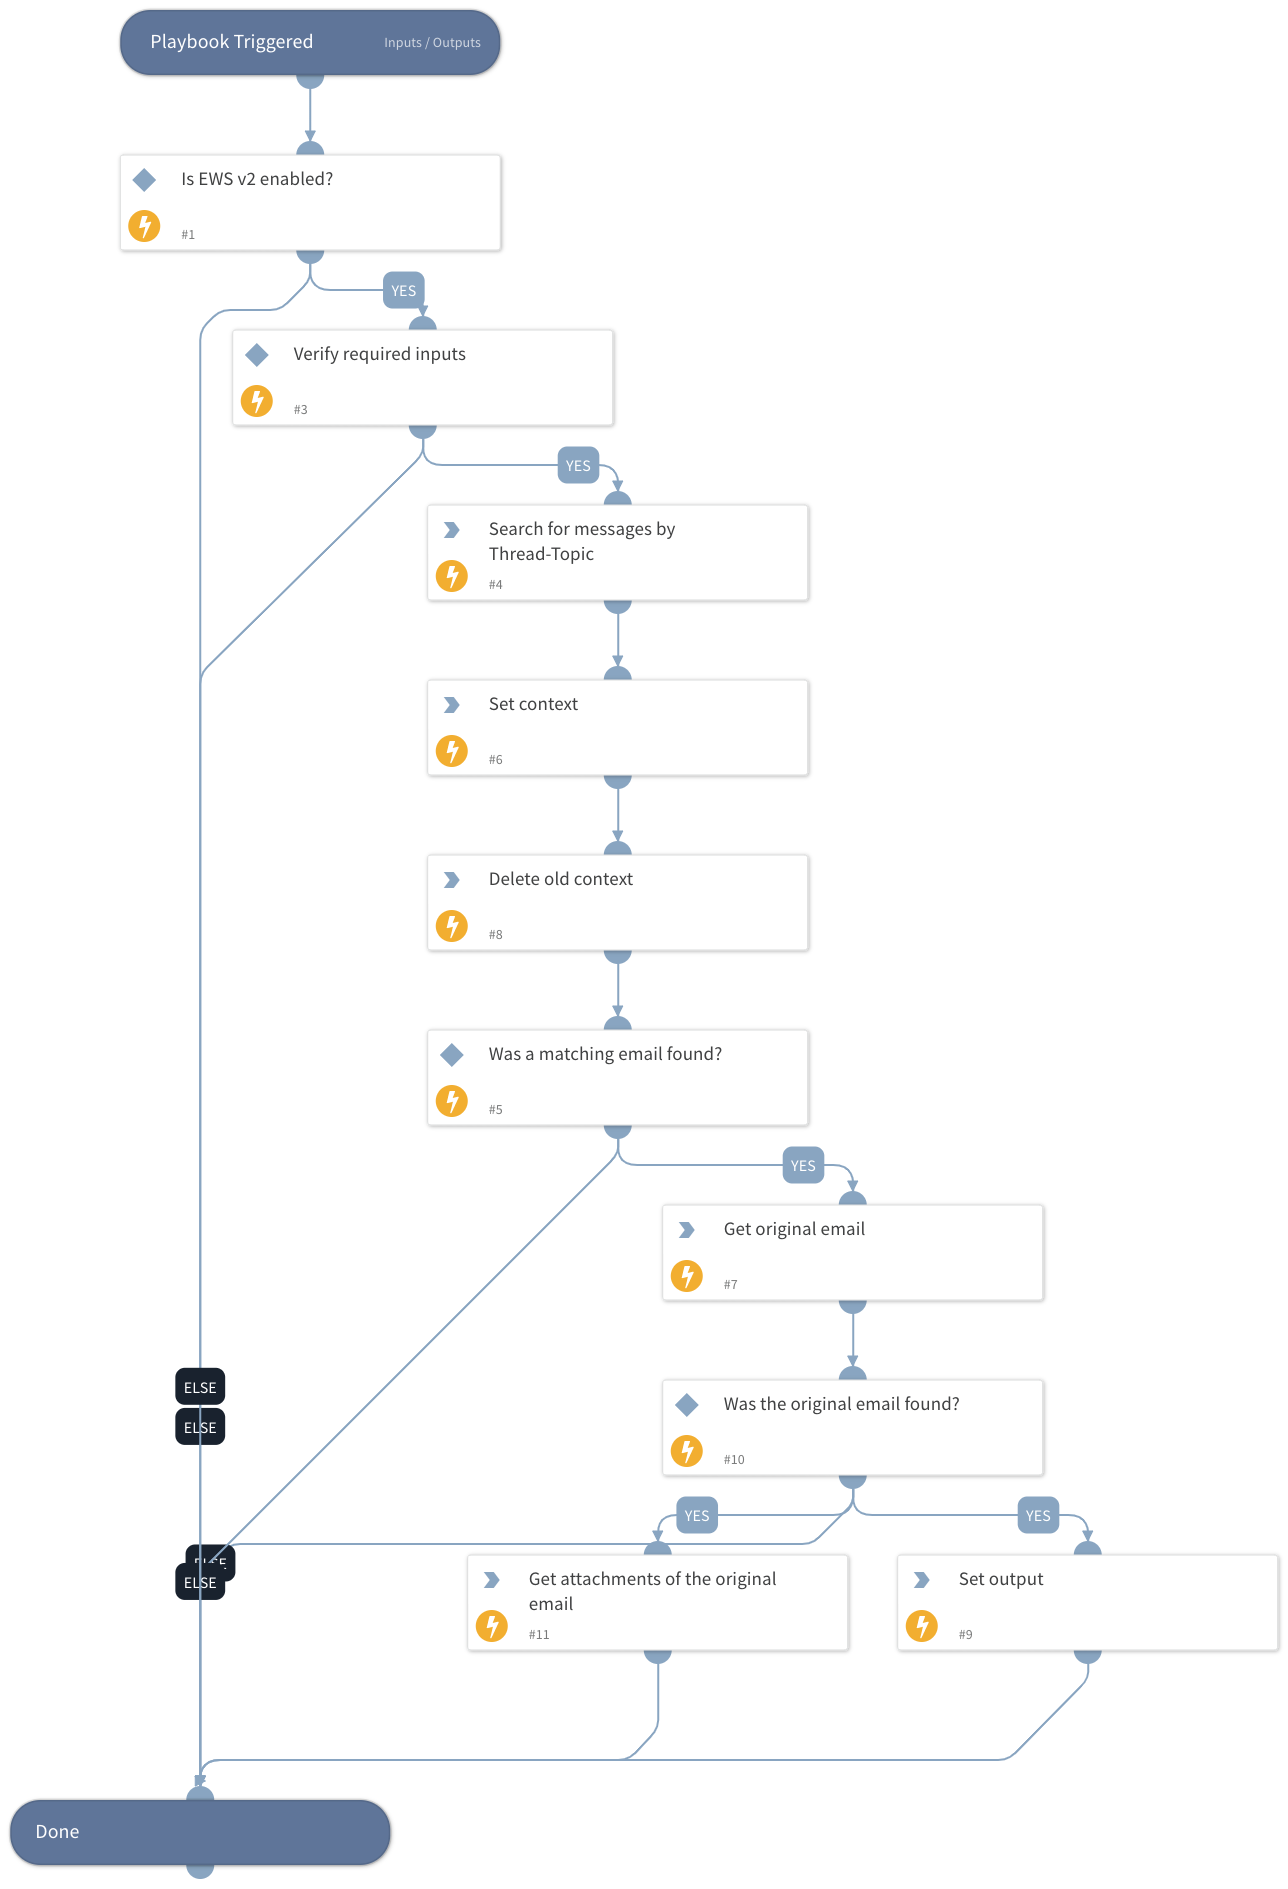 Playbook Triggered
Inputs / Outputs
Is EWS v2 enabled?
#1
YES
Verify required inputs
#3
YES
Search for messages by
Thread-Topic
#4
Set context
#6
Delete old context
#8
Was a matching email found?
#5
YES
Get original email
#7
ELSE
Was the original email found?
ELSE
#10
YES
YES
ELSE
ELSE
Get attachments of the original
email
#11
Set output
#9
Done